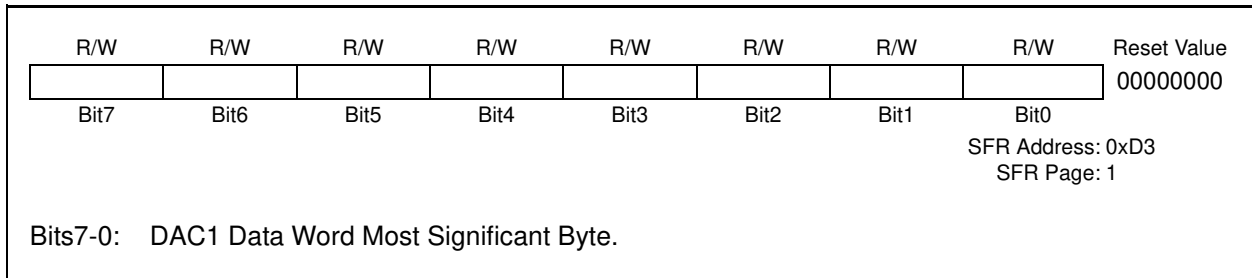 R/W R/W R/W R/W R/W R/W R/W R/W Reset Value
00000000
Bit7 Bit6 Bit5 Bit4 Bit3 Bit2 Bit1 Bit0
SFR Address: 0xD3
SFR Page: 1
Bits7-0: DAC1 Data Word Most Significant Byte.